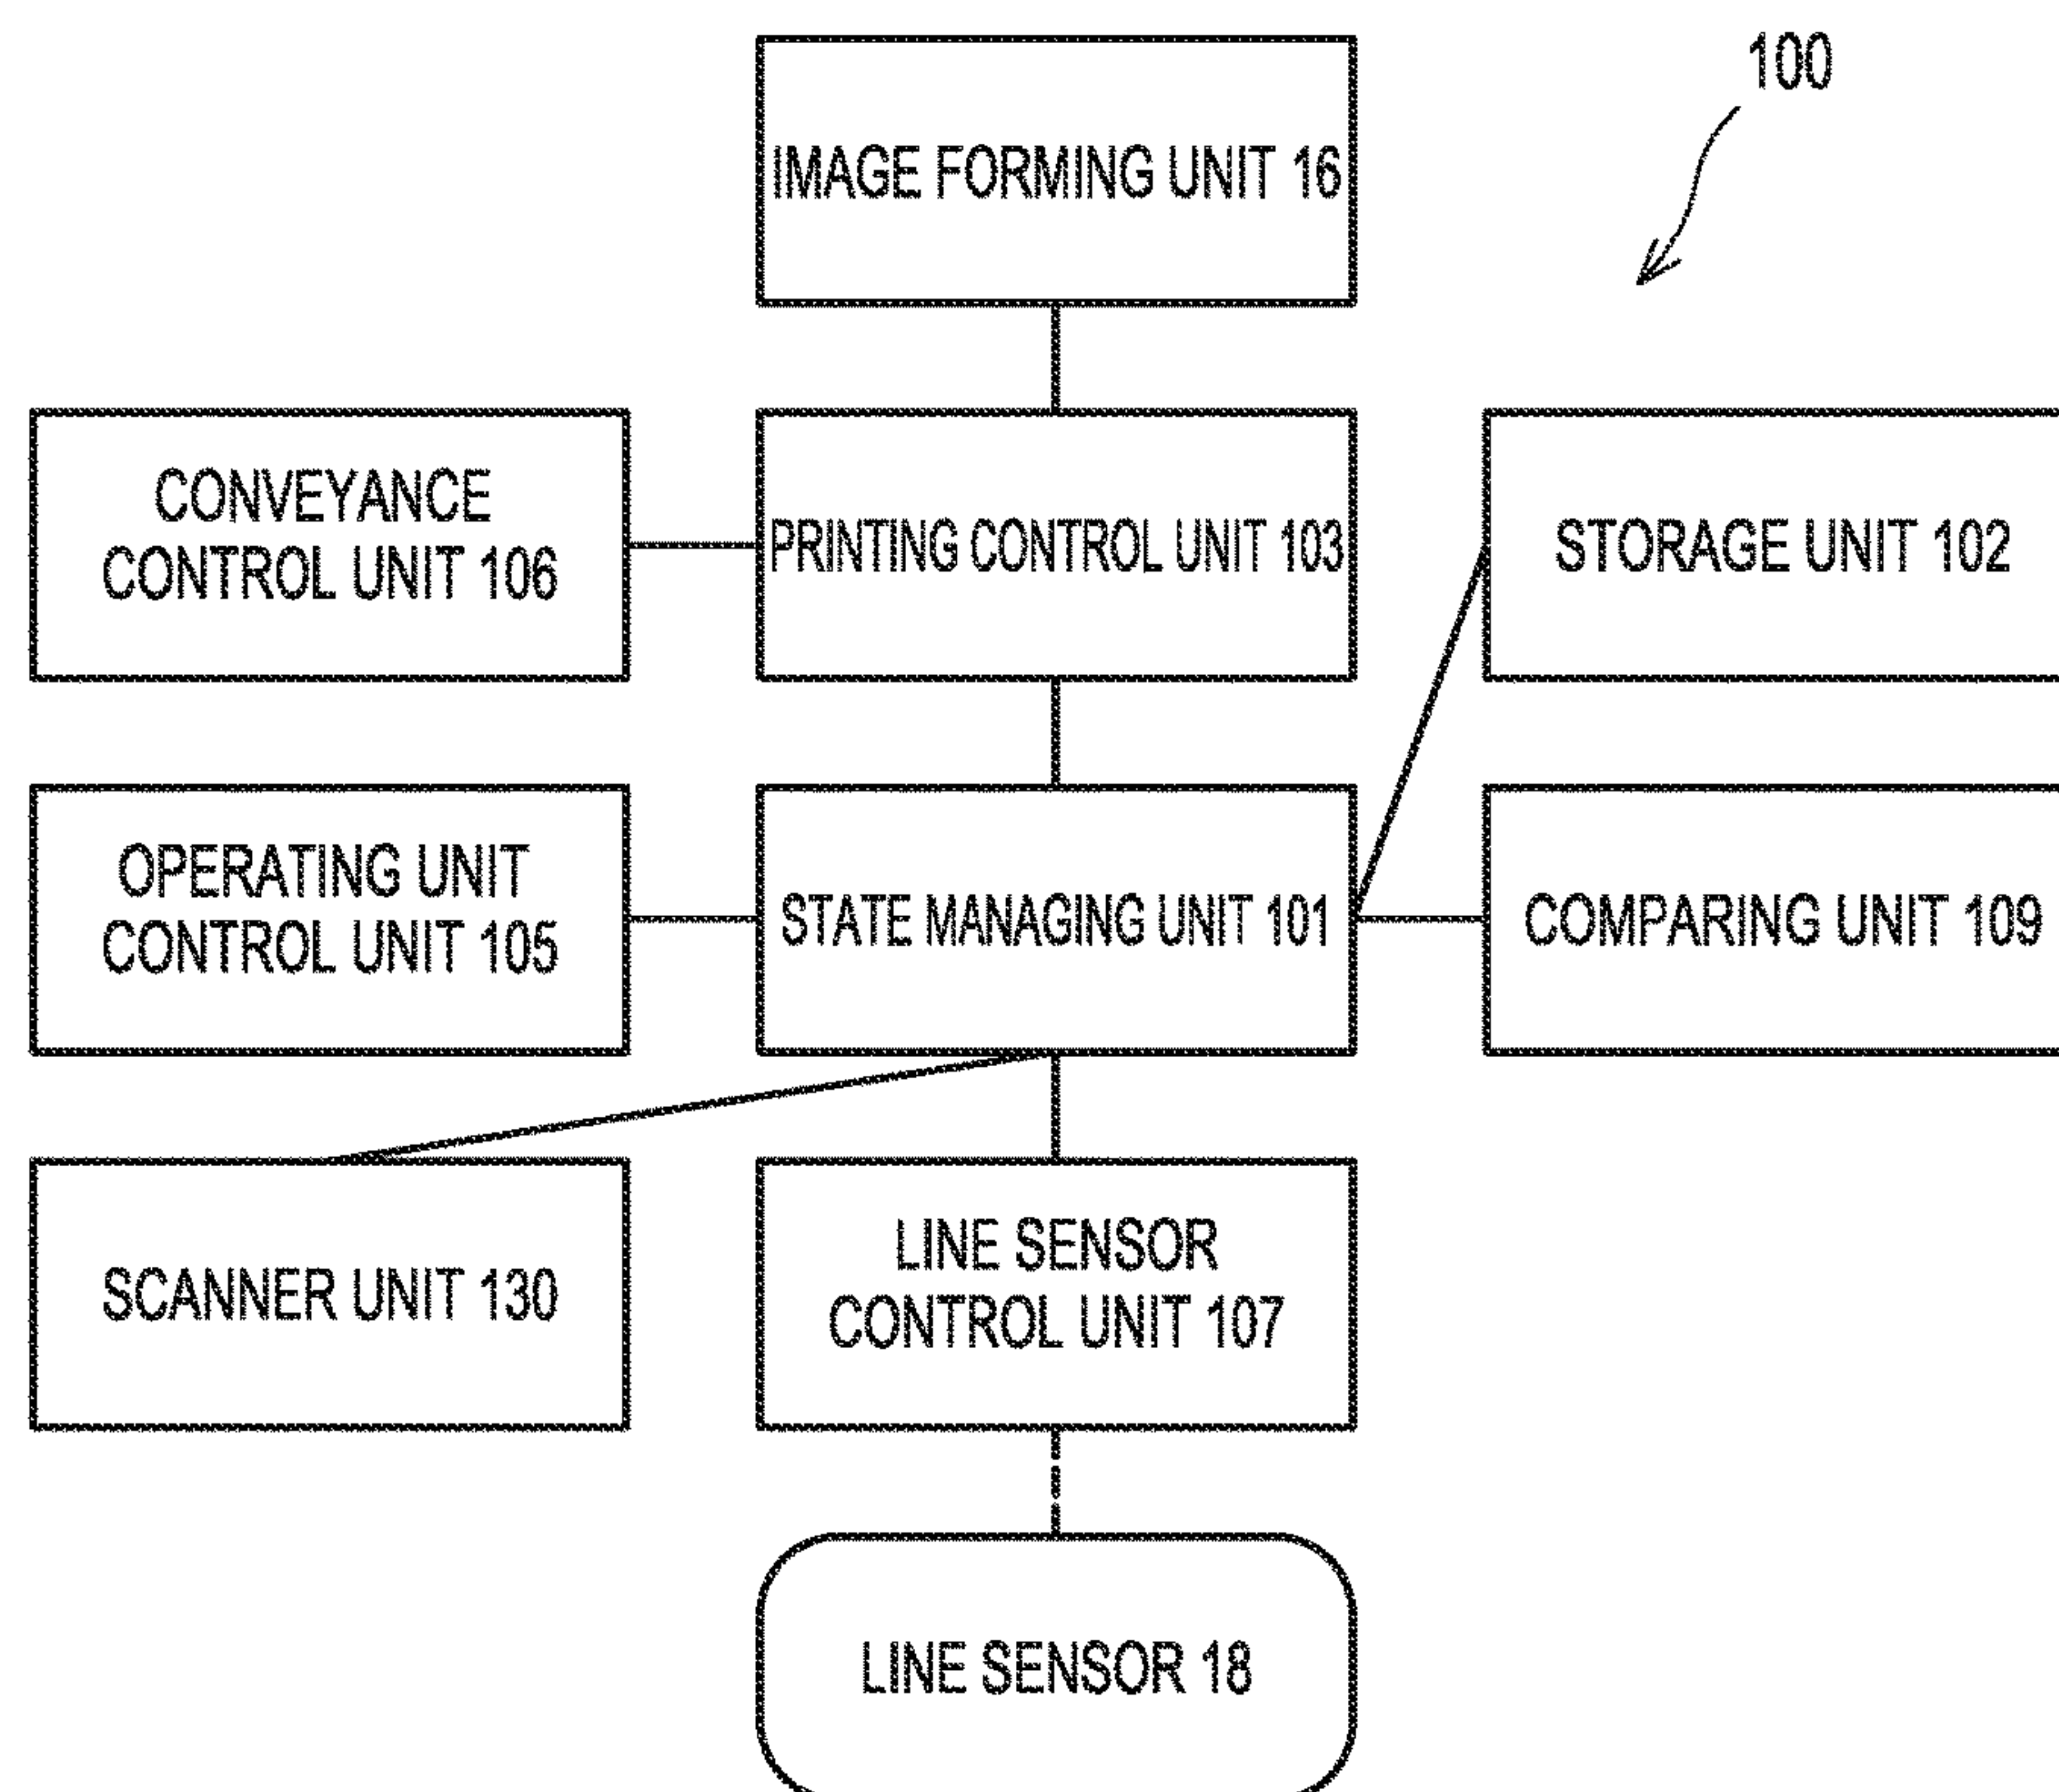 100
IMAGE FORMING UNIT 16
CONVEYANCE
CONTROL UNIT 106
PRINTING CONTROL UNIT 103
STORAGE UNIT 102
OPERATING UNIT
CONTROL UNIT 105
STATE MANAGING UNIT 101
COMPARING UNIT 109
SCANNER UNIT 130
LINE SENSOR
CONTROL UNIT 107
LINE SENSOR 18